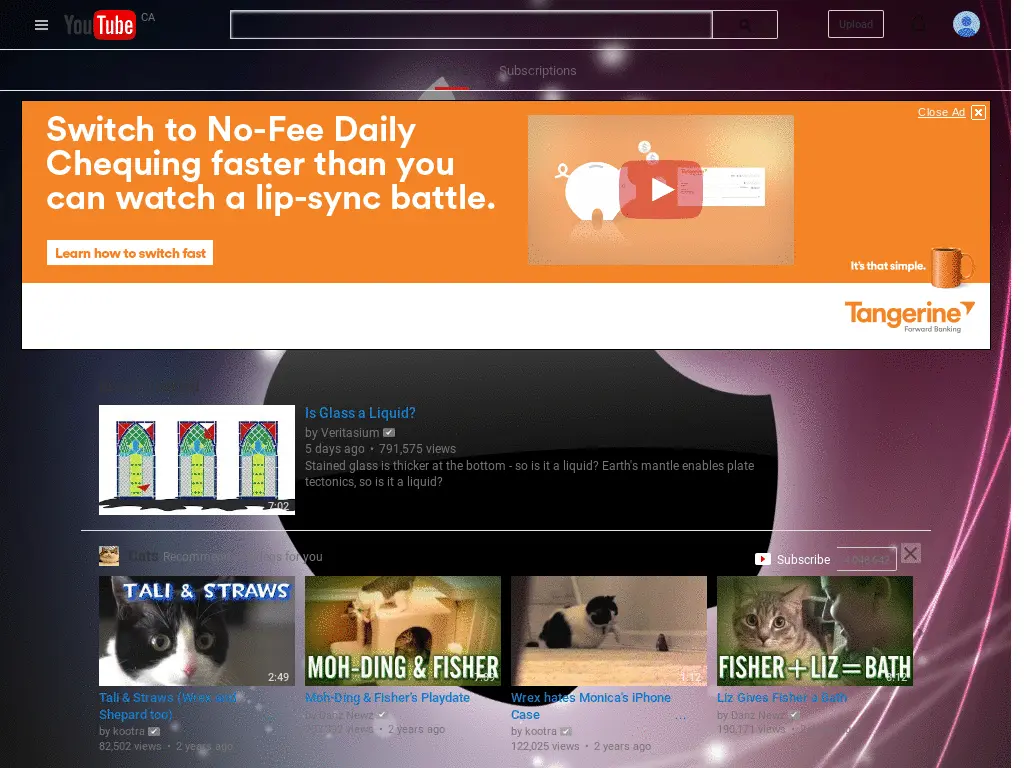 YouTube CA
Upload
Subscriptions
Close Ad
Switch to No-Fee Daily
Chequing faster than you
can watch a lip-sync battle.
Learn how to switch fast
It's that simple.
Tangerine
Forward Banking
7:02
Is Glass a Liquid?
by Veritasium
5 days ago • 791,575 views
Stained glass is thicker at the bottom - so is it a liquid? Earth's mantle enables plate
tectonics, so is it a liquid?
Cats Recommended videos for you
Subscribe
TALI & STRAWS
2:49
Tali & Straws (Wrex and
Shepard too)
by kootra
82,502 views • 2 years ago
MOH-DING & FISHER
Moh-Ding & Fisher's Playdate
by Danz Newz
views • 2 years ago
1:12
Wrex hates Monica's iPhone
Case
...
by kootra
122,025 views • 2 years ago
FISHER+LIZ=BATH
Liz Gives Fisher a Bath
by Danz Newz
190,171 views •